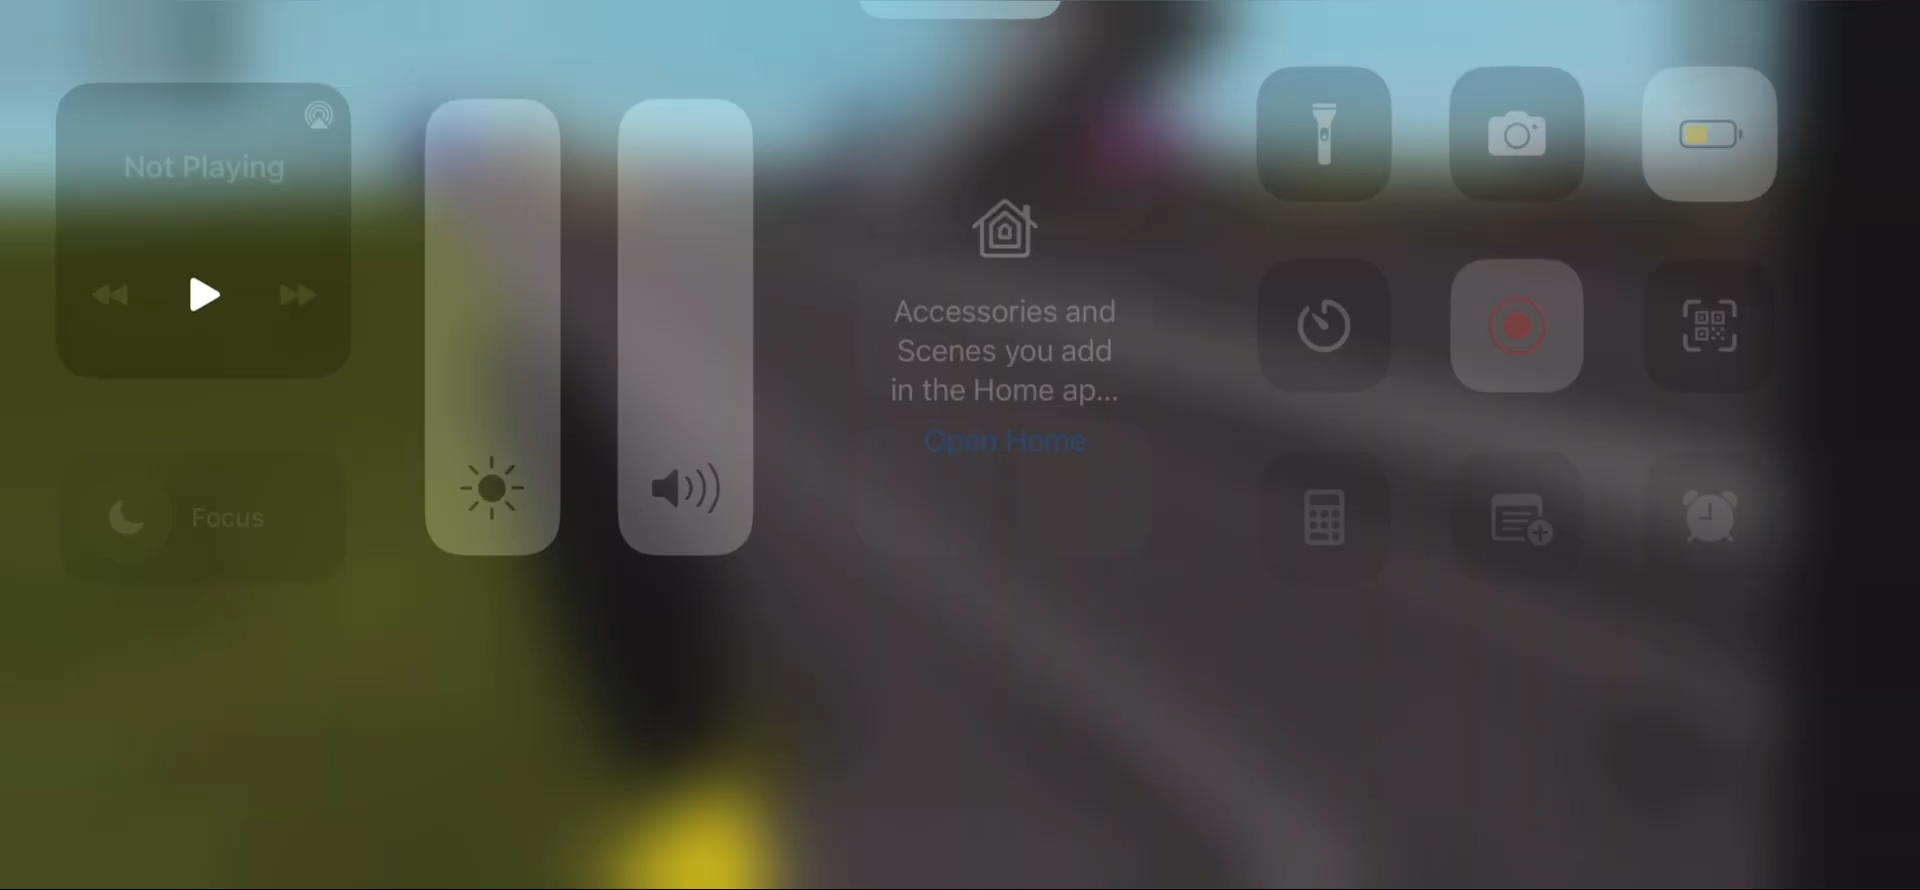 Not Playing
Focus
Accessories and
Scenes you add
in the Home ap...
Open Home